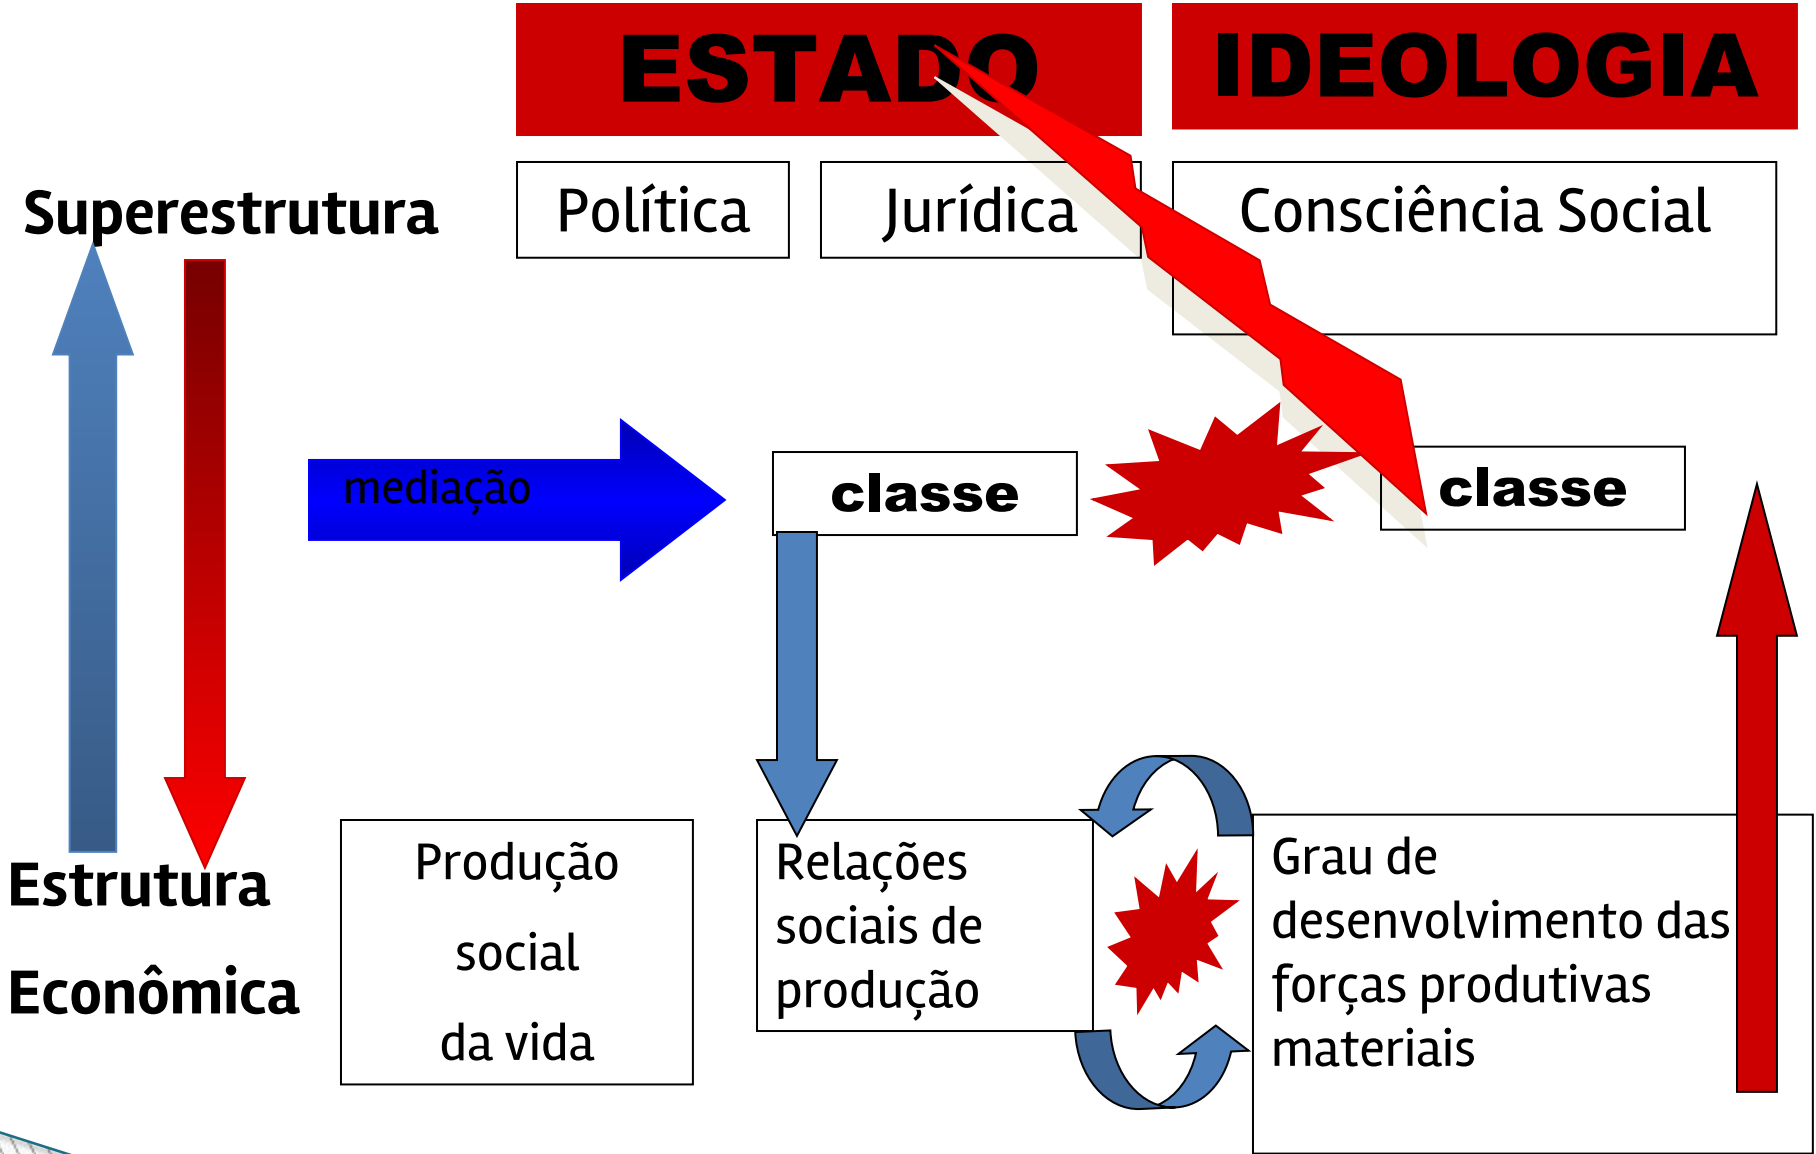 ESTADO
IDEOLOGIA
Superestrutura
Política
Jurídica
Consciência Social
mediação
classe
classe
Estrutura
Econômica
Produção
social
da vida
Relações
sociais de
produção
Grau de
desenvolvimento das
forças produtivas
materiais